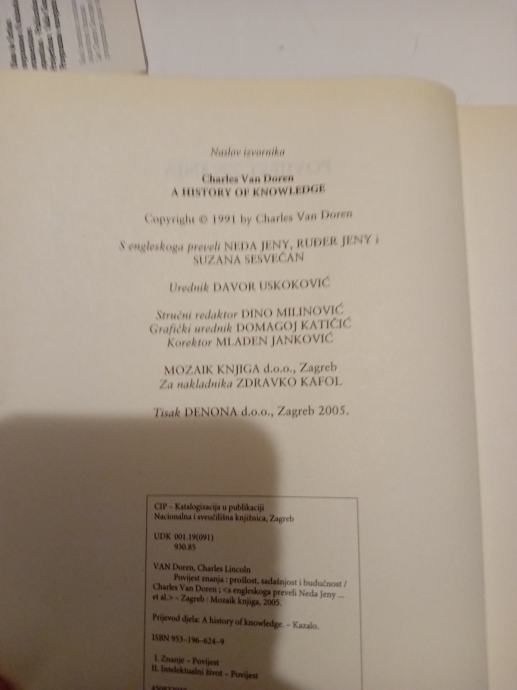 Naslov izvornika
Charles Van Doren
A HISTORY OF KNOWLEDGE
Copyright © 1991 by Charles Van Doren
S engleskoga preveli NEDA JENY, RUĐER JENY i
SUZANA SESVEČAN
Urednik DAVOR USKOKOVIĆ
Stručni redaktor DINO MILINOVIĆ
Grafički urednik DOMAGOJ KATIČIĆ
Korektor MLADEN JANKOVIĆ
MOZAIK KNJIGA d.o.o., Zagreb
Za nakladnika ZDRAVKO KAFOL
Tisak DENONA d.o.o., Zagreb 2005.
CIP – Katalogizacija u publikaciji
Nacionalna i sveučilišna knjižnica, Zagreb
UDK 001.19(091)
930.85
VAN Doren, Charles Lincoln
Povijest znanja : prošlost, sadašnjost i budućnost /
Charles Van Doren ; <s engleskoga preveli Neda Jeny ...
et al.> – Zagreb : Mozaik knjiga, 2005.
Prijevod djela: A history of knowledge. – Kazalo.
ISBN 953-196-624-9
I. Znanje – Povijest
II. Intelektualni život – Povijest